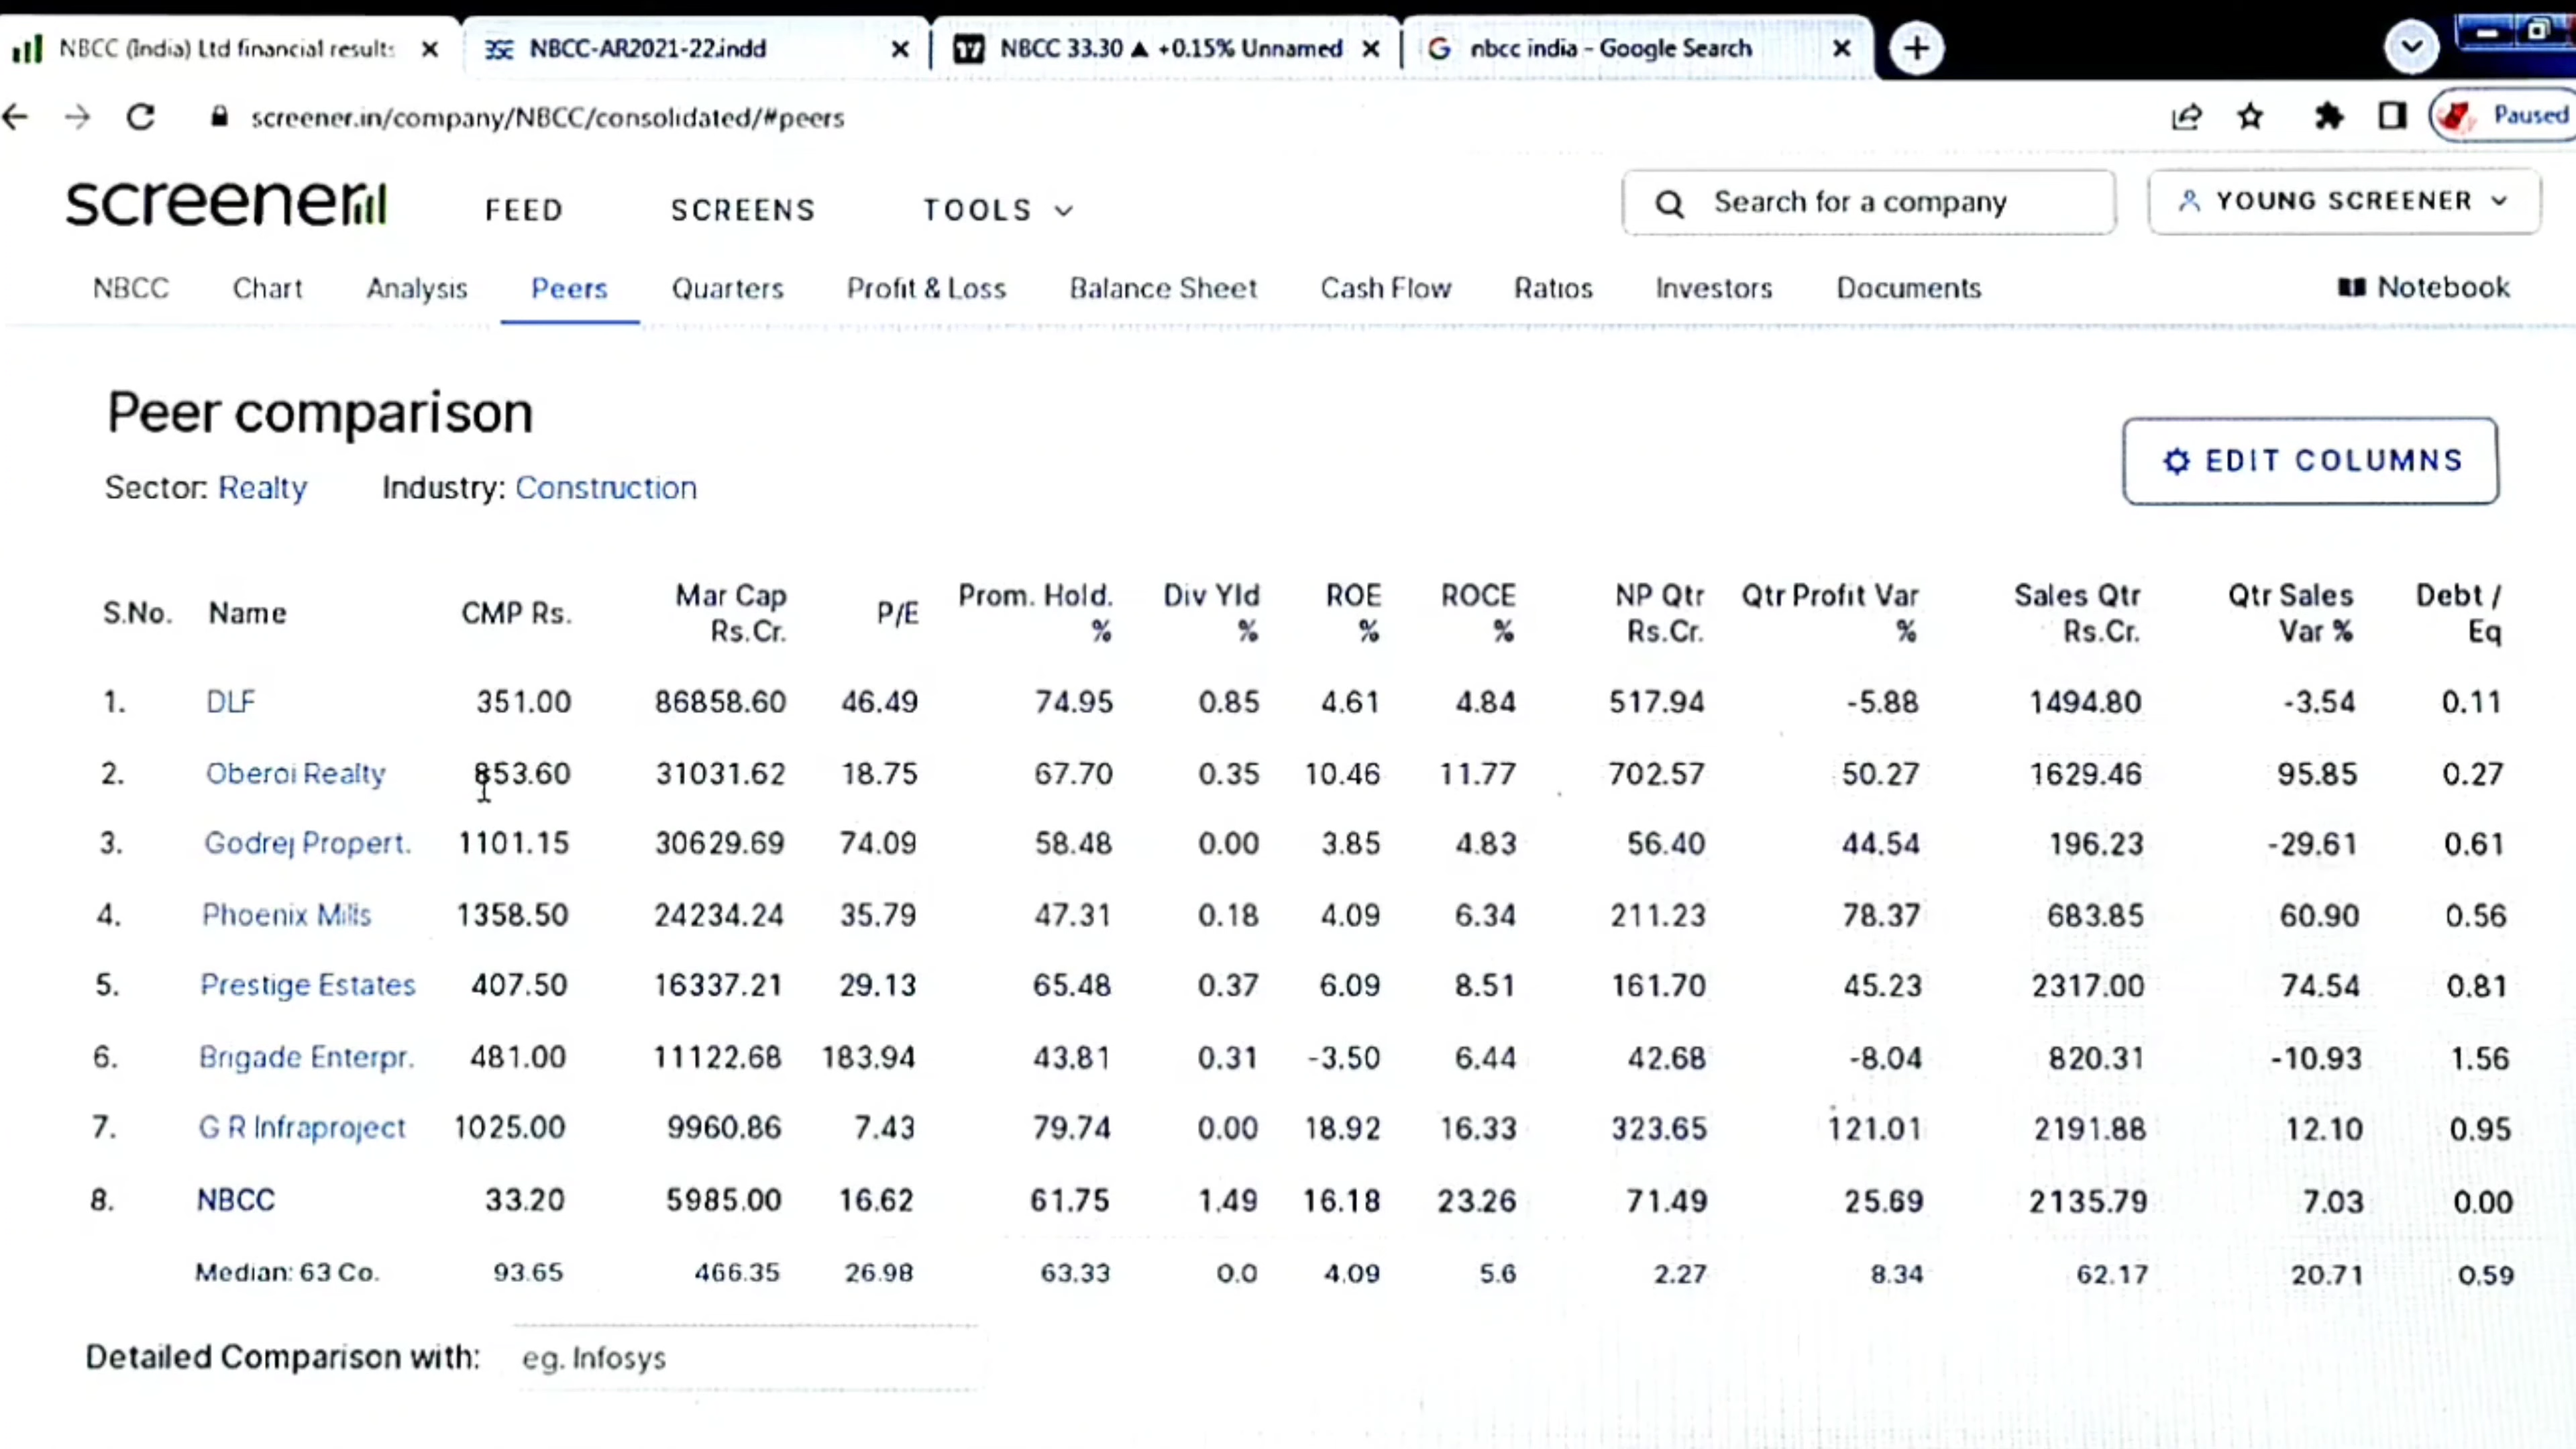 NBCC (India) Ltd financial results
NBCC-AR2021-22.indd
NBCC 33.30 ▲ +0.15% Unnamed
nbcc india - Google Search
screener.in/company/NBCC/consolidated/#peers
Paused
screener
FEED SCREENS TOOLS
Search for a company
YOUNG SCREENER
NBCC Chart Analysis Peers Quarters Profit & Loss Balance Sheet Cash Flow Ratios Investors Documents Notebook
Peer comparison
EDIT COLUMNS
Sector: Realty Industry: Construction
S.No. Name CMP Rs. Mar Cap Rs.Cr. P/E Prom. Hold. % Div Yld % ROE % ROCE % NP Qtr Rs.Cr. Qtr Profit Var % Sales Qtr Rs.Cr. Qtr Sales Var % Debt / Eq
1. DLF 351.00 86858.60 46.49 74.95 0.85 4.61 4.84 517.94 -5.88 1494.80 -3.54 0.11
2. Oberoi Realty 853.60 31031.62 18.75 67.70 0.35 10.46 11.77 702.57 50.27 1629.46 95.85 0.27
3. Godrej Propert. 1101.15 30629.69 74.09 58.48 0.00 3.85 4.83 56.40 44.54 196.23 -29.61 0.61
4. Phoenix Mills 1358.50 24234.24 35.79 47.31 0.18 4.09 6.34 211.23 78.37 683.85 60.90 0.56
5. Prestige Estates 407.50 16337.21 29.13 65.48 0.37 6.09 8.51 161.70 45.23 2317.00 74.54 0.81
6. Brigade Enterpr. 481.00 11122.68 183.94 43.81 0.31 -3.50 6.44 42.68 -8.04 820.31 -10.93 1.56
7. G R Infraproject 1025.00 9960.86 7.43 79.74 0.00 18.92 16.33 323.65 121.01 2191.88 12.10 0.95
8. NBCC 33.20 5985.00 16.62 61.75 1.49 16.18 23.26 71.49 25.69 2135.79 7.03 0.00
Median: 63 Co. 93.65 466.35 26.98 63.33 0.0 4.09 5.6 2.27 8.34 62.17 20.71 0.59
Detailed Comparison with: eg. Infosys